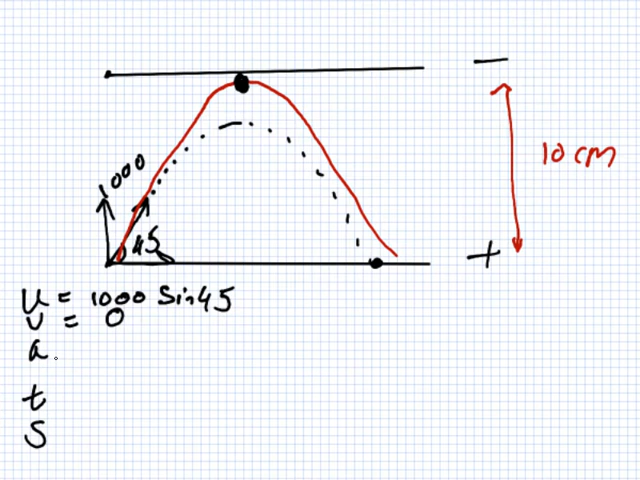 −
10 cm
1000
45
+
u = 1000 Sin45
v = 0
a
t
S